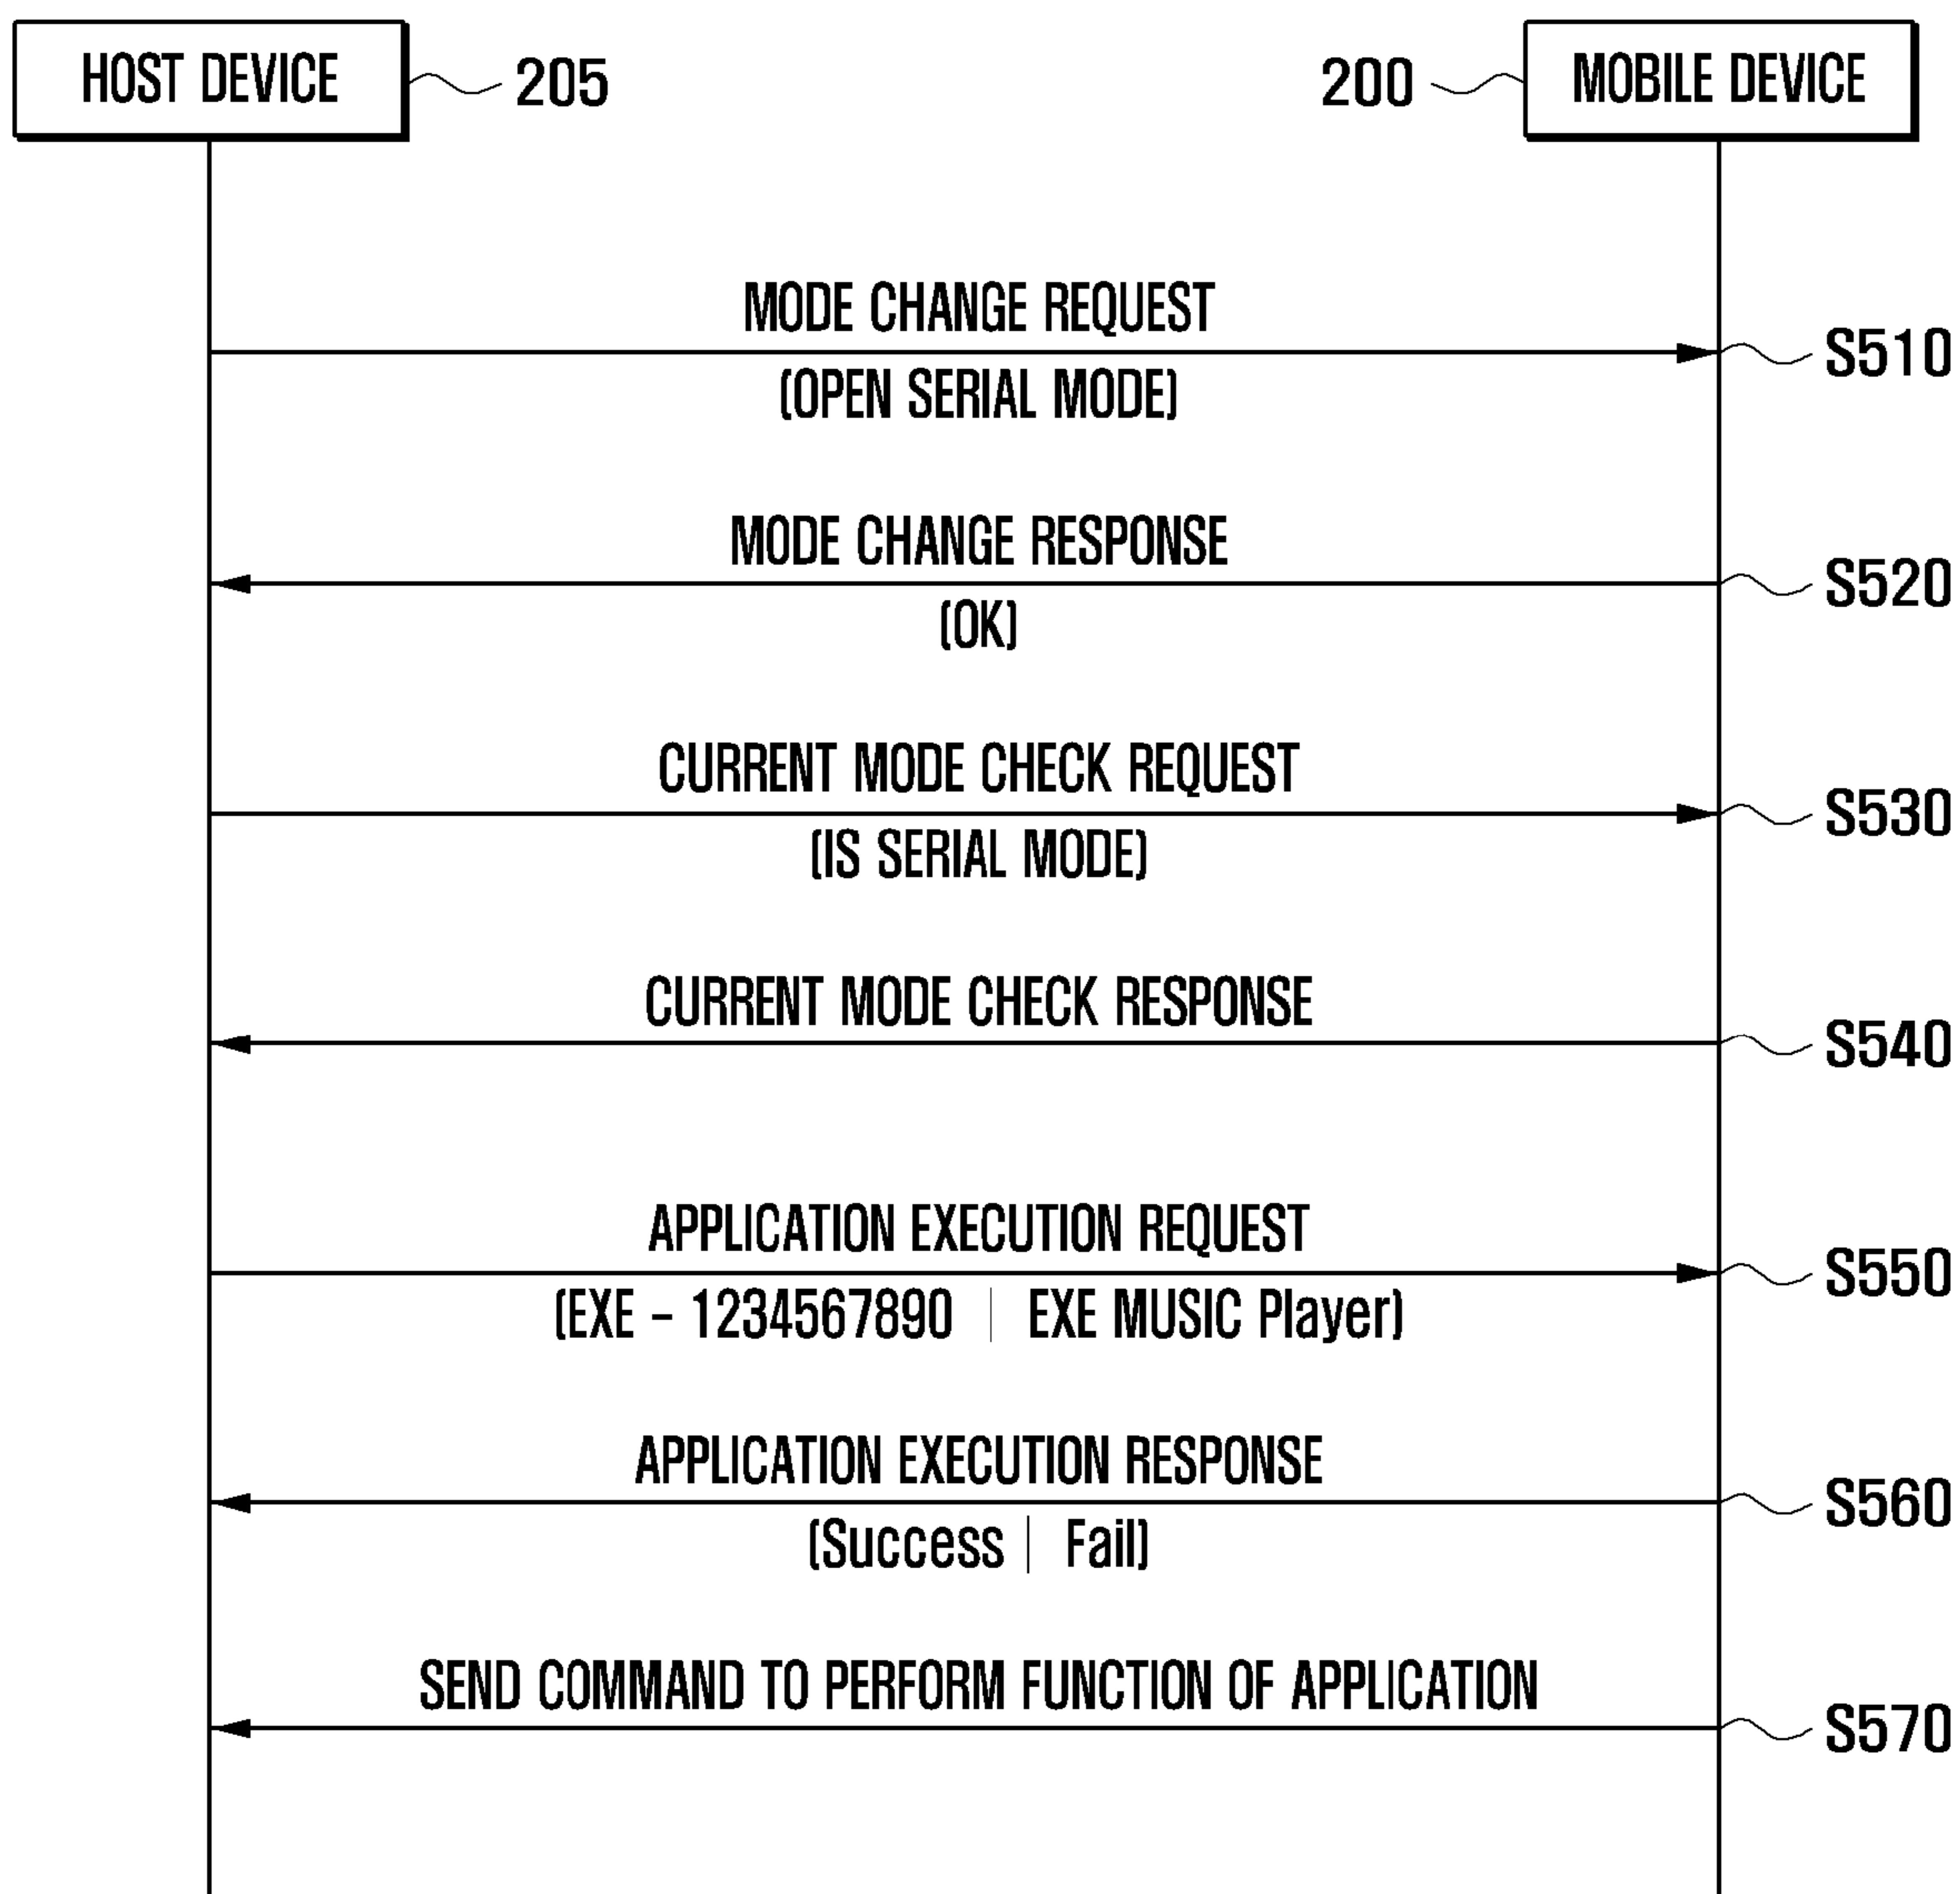 HOST DEVICE
205
200
MOBILE DEVICE
MODE CHANGE REQUEST
S510
(OPEN SERIAL MODE)
MODE CHANGE RESPONSE
S520
(OK)
CURRENT MODE CHECK REQUEST
S530
(IS SERIAL MODE)
CURRENT MODE CHECK RESPONSE
S540
APPLICATION EXECUTION REQUEST
S550
(EXE – 1234567890 | EXE MUSIC Player)
APPLICATION EXECUTION RESPONSE
S560
(Success | Fail)
SEND COMMAND TO PERFORM FUNCTION OF APPLICATION
S570